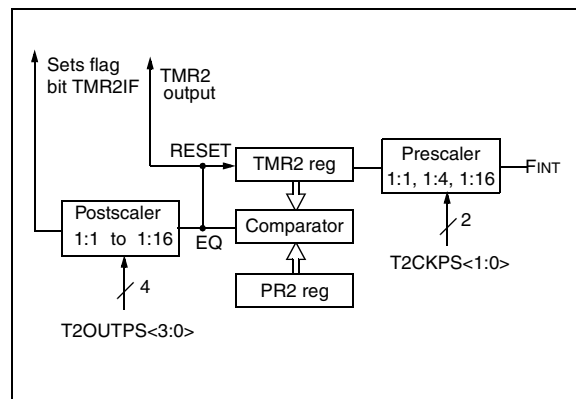 Sets flag
bit TMR2IF
TMR2
output
RESET
TMR2 reg
Prescaler
1:1, 1:4, 1:16
FINT
Postscaler
1:1 to 1:16
EQ
Comparator
2
T2CKPS<1:0>
4
PR2 reg
T2OUTPS<3:0>